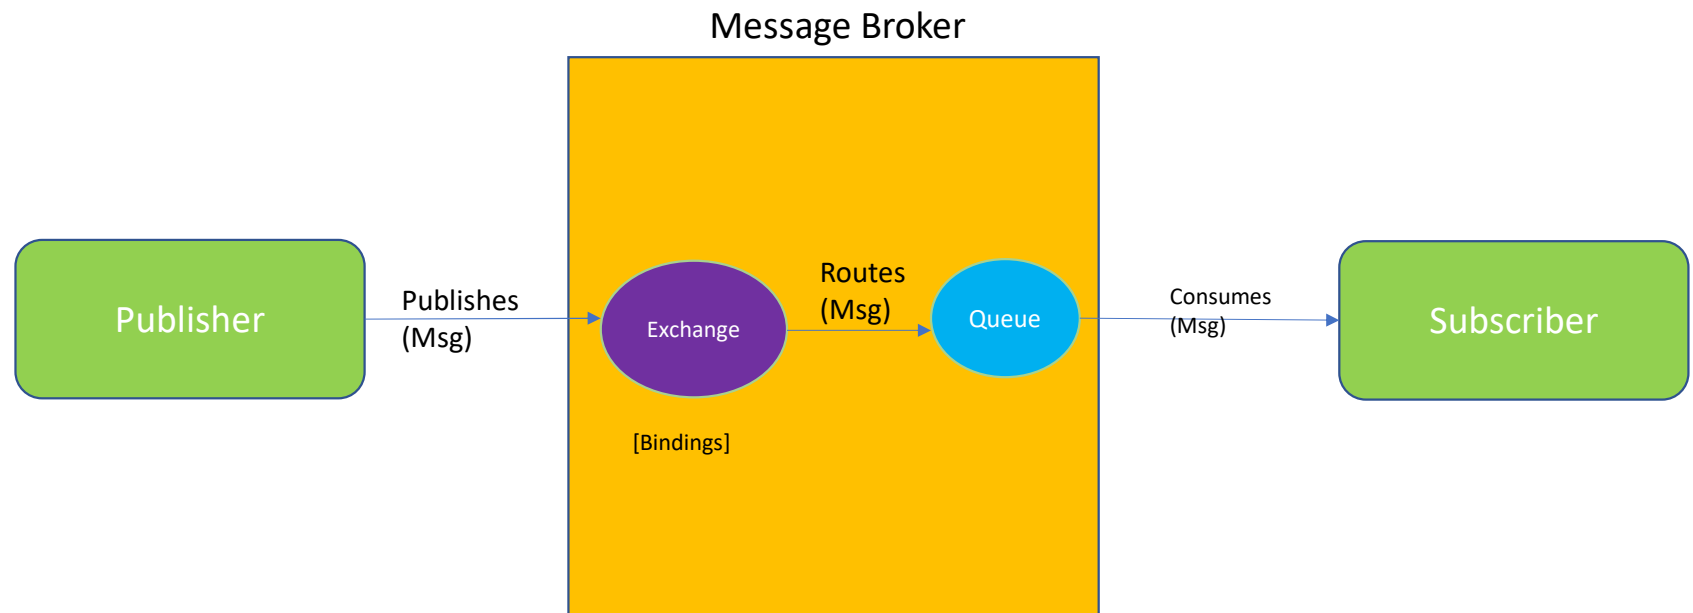 Message Broker
Publisher
Publishes
(Msg)
Exchange
[Bindings]
Routes
(Msg)
Queue
Consumes
(Msg)
Subscriber